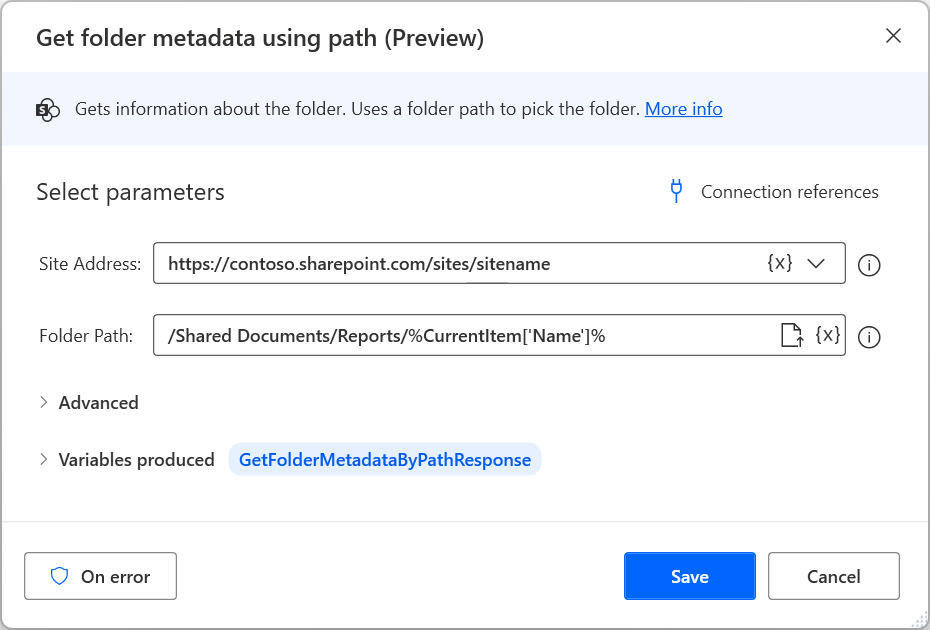 Get folder metadata using path (Preview)
Gets information about the folder. Uses a folder path to pick the folder. More info
Select parameters
Connection references
Site Address:
https://contoso.sharepoint.com/sites/sitename
{x}
Folder Path:
/Shared Documents/Reports/%CurrentItem['Name']%
{x}
Advanced
Variables produced
GetFolderMetadataByPathResponse
On error
Save
Cancel